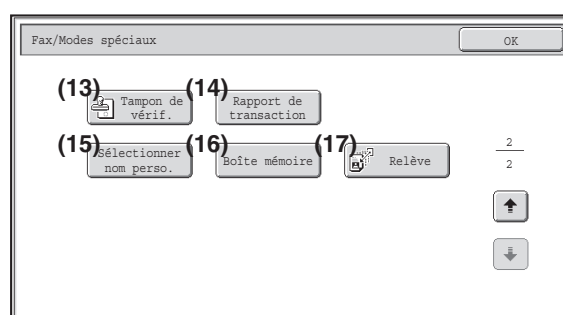 Fax/Modes spéciaux
OK
(13)
Tampon de
vérif.
(14)
Rapport de
transaction
(15)
Sélectionner
nom perso.
(16)
Boîte mémoire
(17)
Relève
2
2